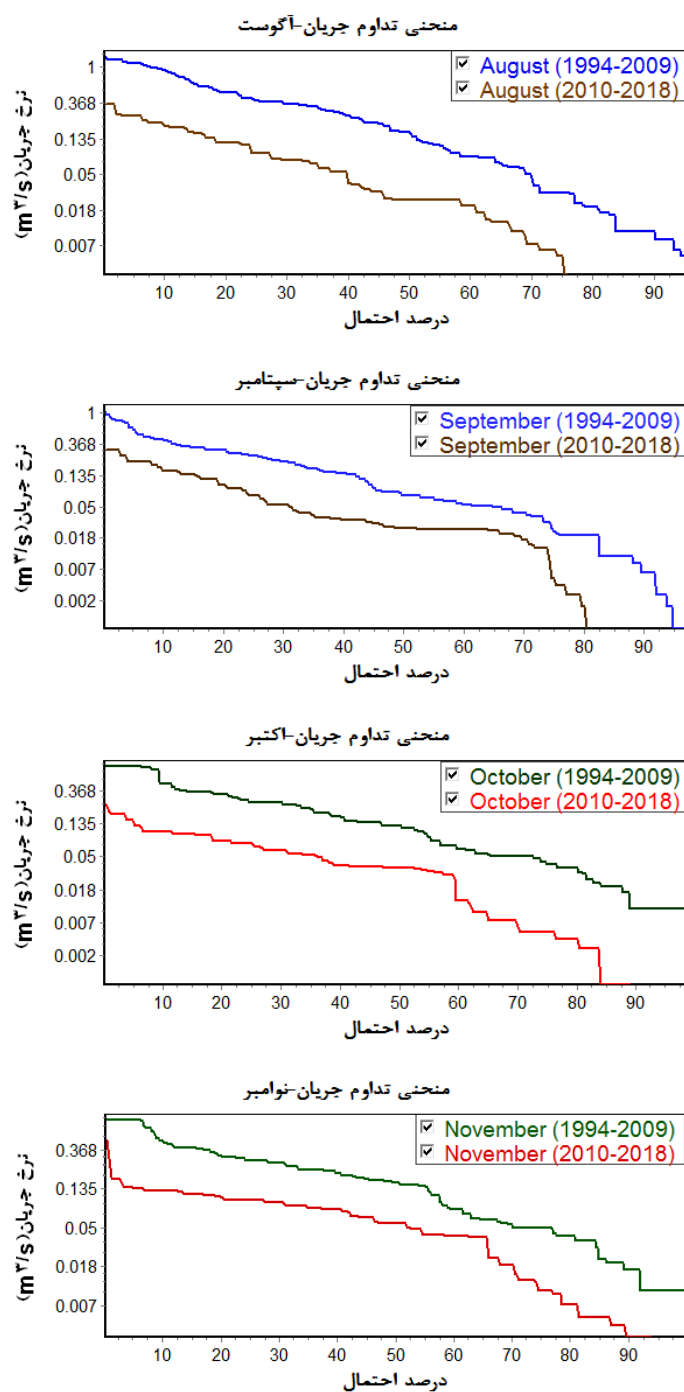 منحنی تداوم جریان-آگوست
August (1994-2009)
August (2010-2018)
نرخ جریان(m³/s)
1
0.368
0.135
0.05
0.018
0.007
10 20 30 40 50 60 70 80 90
درصد احتمال
منحنی تداوم جریان-سپتامبر
September (1994-2009)
September (2010-2018)
نرخ جریان(m³/s)
1
0.368
0.135
0.05
0.018
0.007
0.002
10 20 30 40 50 60 70 80 90
درصد احتمال
منحنی تداوم جریان-اکتبر
October (1994-2009)
October (2010-2018)
نرخ جریان(m³/s)
0.368
0.135
0.05
0.018
0.007
0.002
10 20 30 40 50 60 70 80 90
درصد احتمال
منحنی تداوم جریان-نوامبر
November (1994-2009)
November (2010-2018)
نرخ جریان(m³/s)
0.368
0.135
0.05
0.018
0.007
10 20 30 40 50 60 70 80 90
درصد احتمال